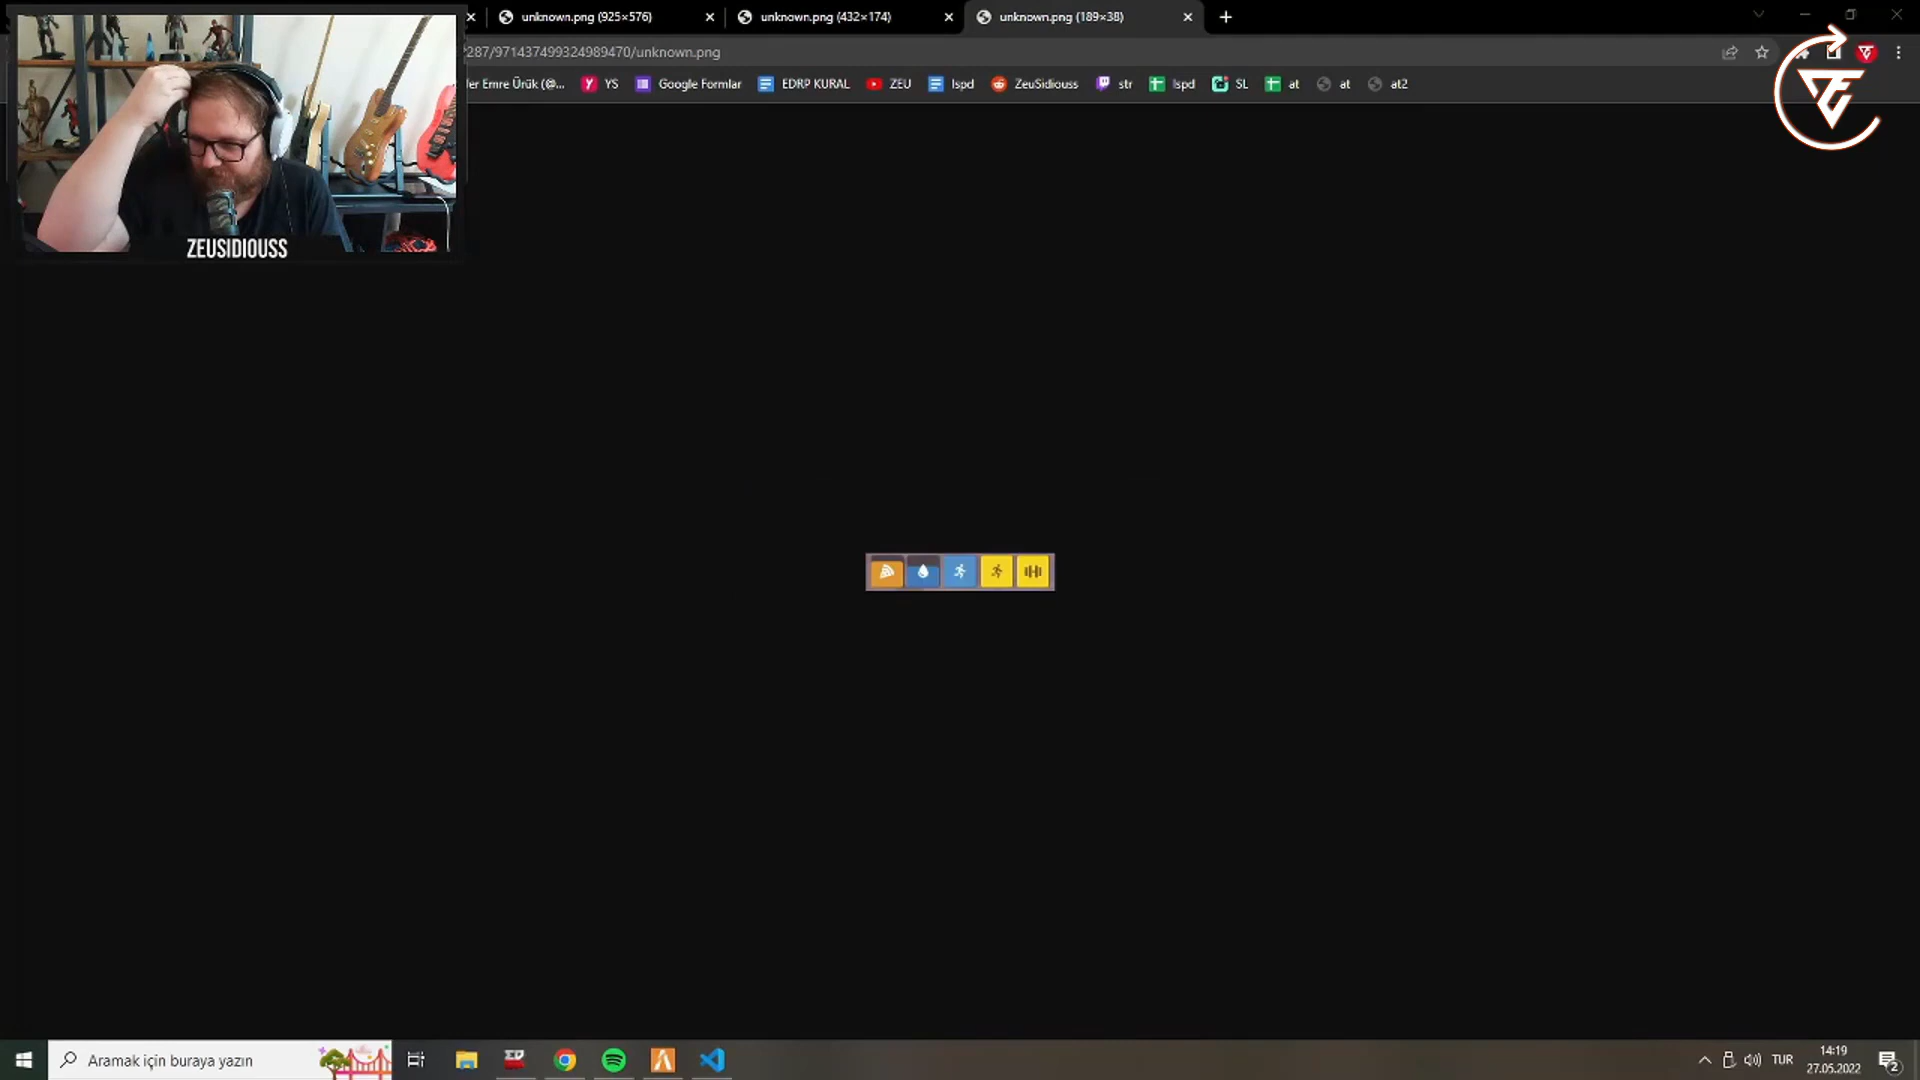 unknown.png (925×576)
unknown.png (432×174)
unknown.png (189×38)
287/971437499324989470/unknown.png
ler Emre Ürük (@...
YS
Google Formlar
EDRP KURAL
ZEU
lspd
ZeuSidiouss
str
lspd
SL
at
at
at2
ZEUSIDIOUSS
Aramak için buraya yazın
TUR
14:19
27.05.2022
2